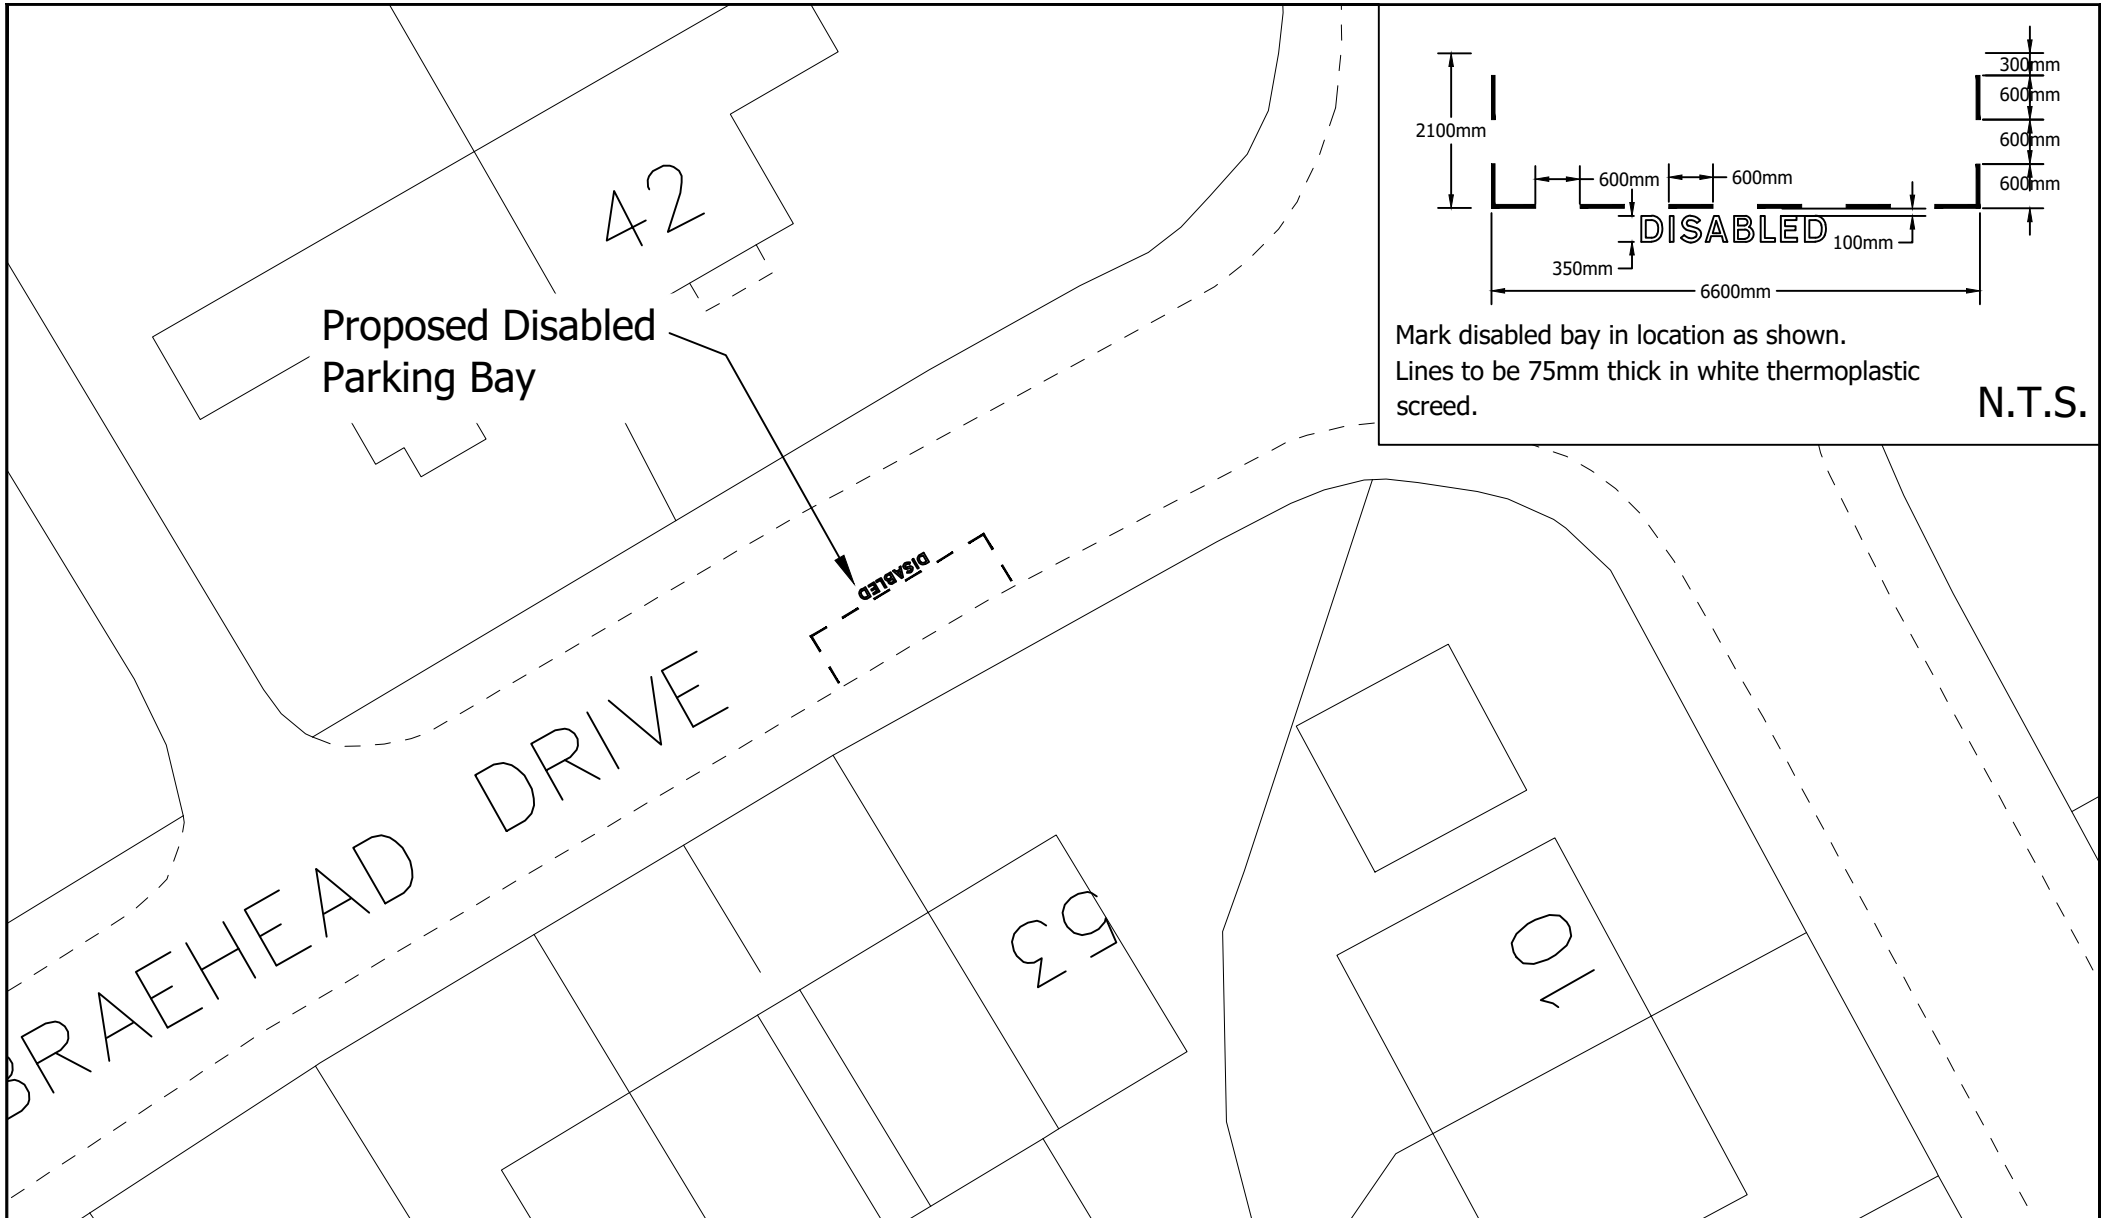 42
Proposed Disabled
Parking Bay
DISABLED
BRAEHEAD DRIVE
53
10
300mm
600mm
2100mm
600mm
600mm
600mm
600mm
DISABLED
100mm
350mm
6600mm
Mark disabled bay in location as shown.
Lines to be 75mm thick in white thermoplastic
screed.
N.T.S.